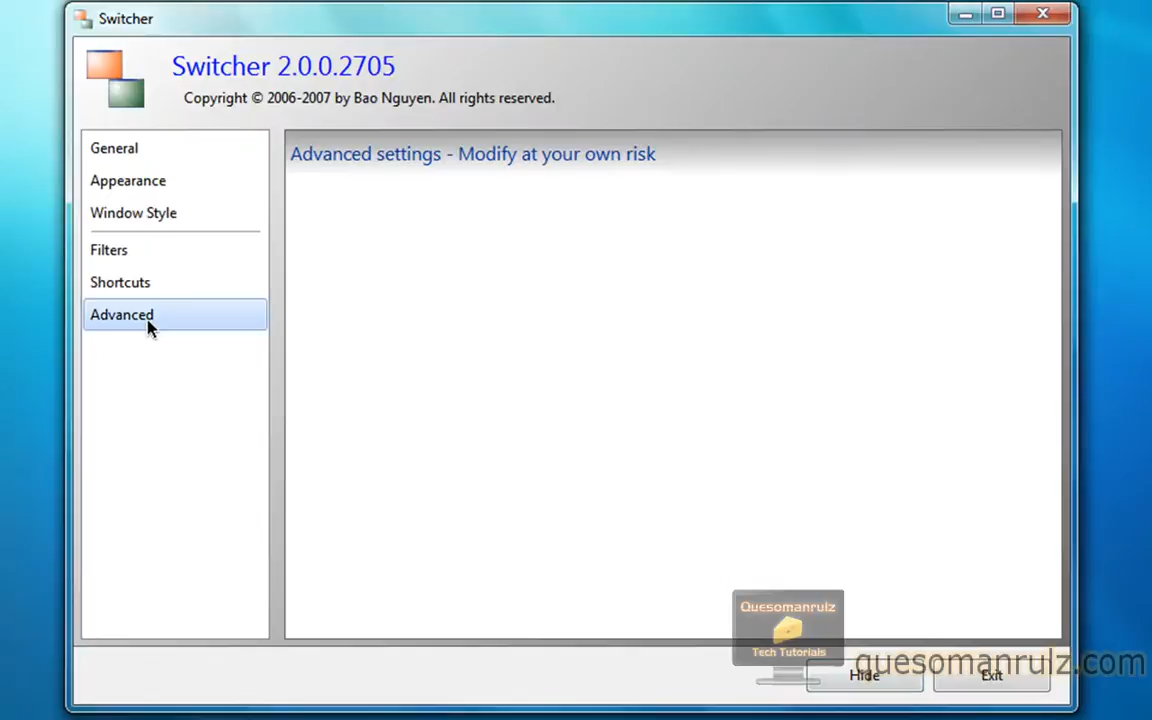 Switcher
Switcher 2.0.0.2705
Copyright © 2006-2007 by Bao Nguyen. All rights reserved.
General
Appearance
Window Style
Filters
Shortcuts
Advanced
Advanced settings - Modify at your own risk
Quesomanrulz
Tech Tutorials
quesomanrulz.com
Hide
Exit